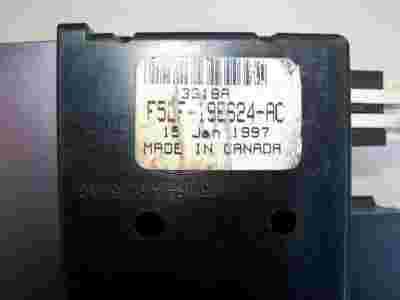 3318A
F5LF-19E624-AC
15 Jan 1997
MADE IN CANADA